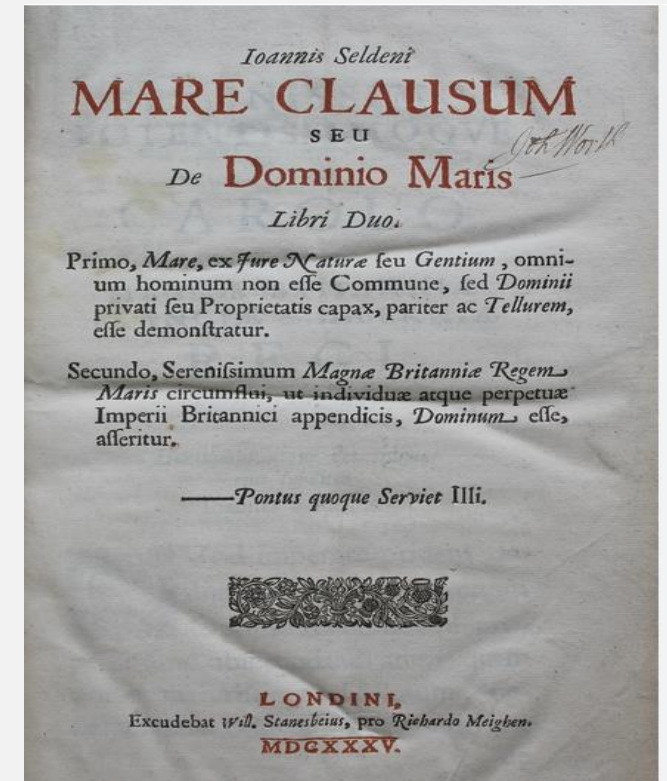 Ioannis Seldeni
MARE CLAUSUM
SEU
De Dominio Maris
Joh Worth
Libri Duo.
Primo, Mare, ex Jure Naturæ ſeu Gentium, omni-
um hominum non eſſe Commune, ſed Dominii
privati ſeu Proprietatis capax, pariter ac Tellurem,
eſſe demonſtratur.
Secundo, Sereniſsimum Magnæ Britanniæ Regem
Maris circumflui, ut individuæ atque perpetuæ
Imperii Britannici appendicis, Dominum eſſe,
aſſeritur.
——Pontus quoque Serviet Illi.
LONDINI,
Excudebat Will. Stanesbeius, pro Richardo Meighen.
MDCXXXV.